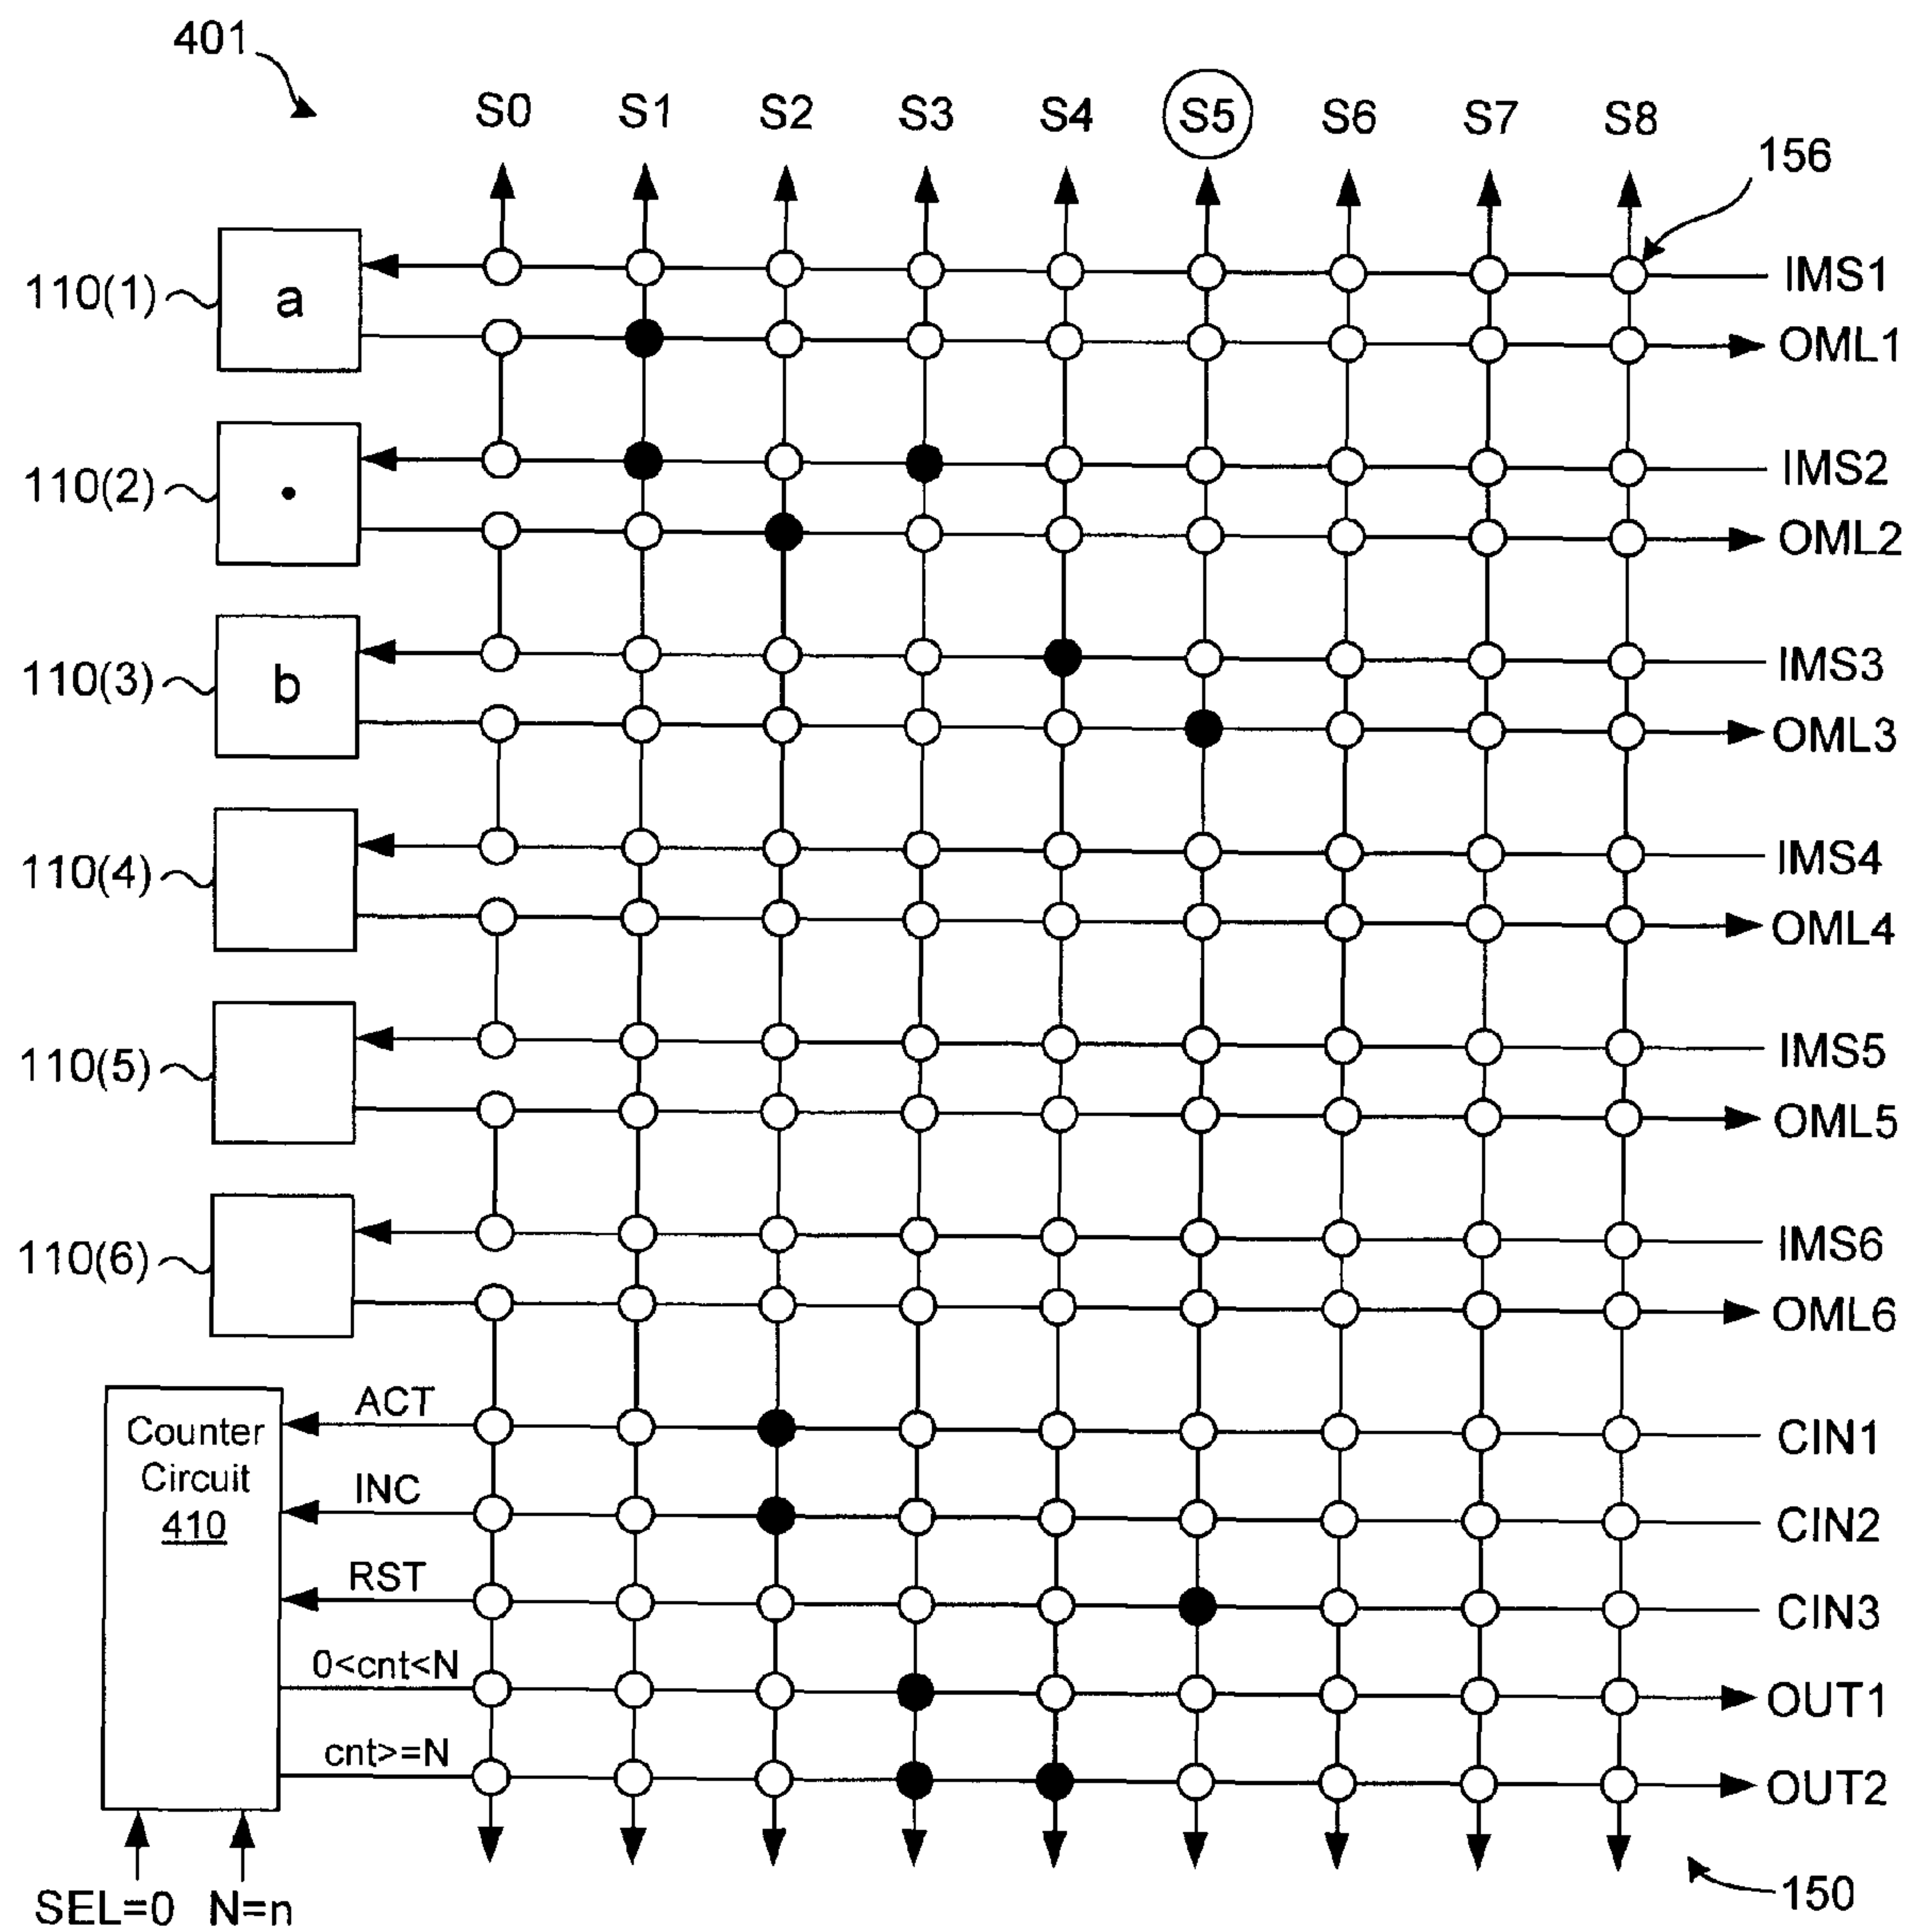 401
S0 S1 S2 S3 S4 S5 S6 S7 S8
156
110(1) a IMS1
OML1
110(2) • IMS2
OML2
110(3) b IMS3
OML3
110(4) IMS4
OML4
110(5) IMS5
OML5
110(6) IMS6
OML6
Counter
Circuit
410
ACT CIN1
INC CIN2
RST CIN3
0<cnt<N OUT1
cnt>=N OUT2
SEL=0 N=n 150